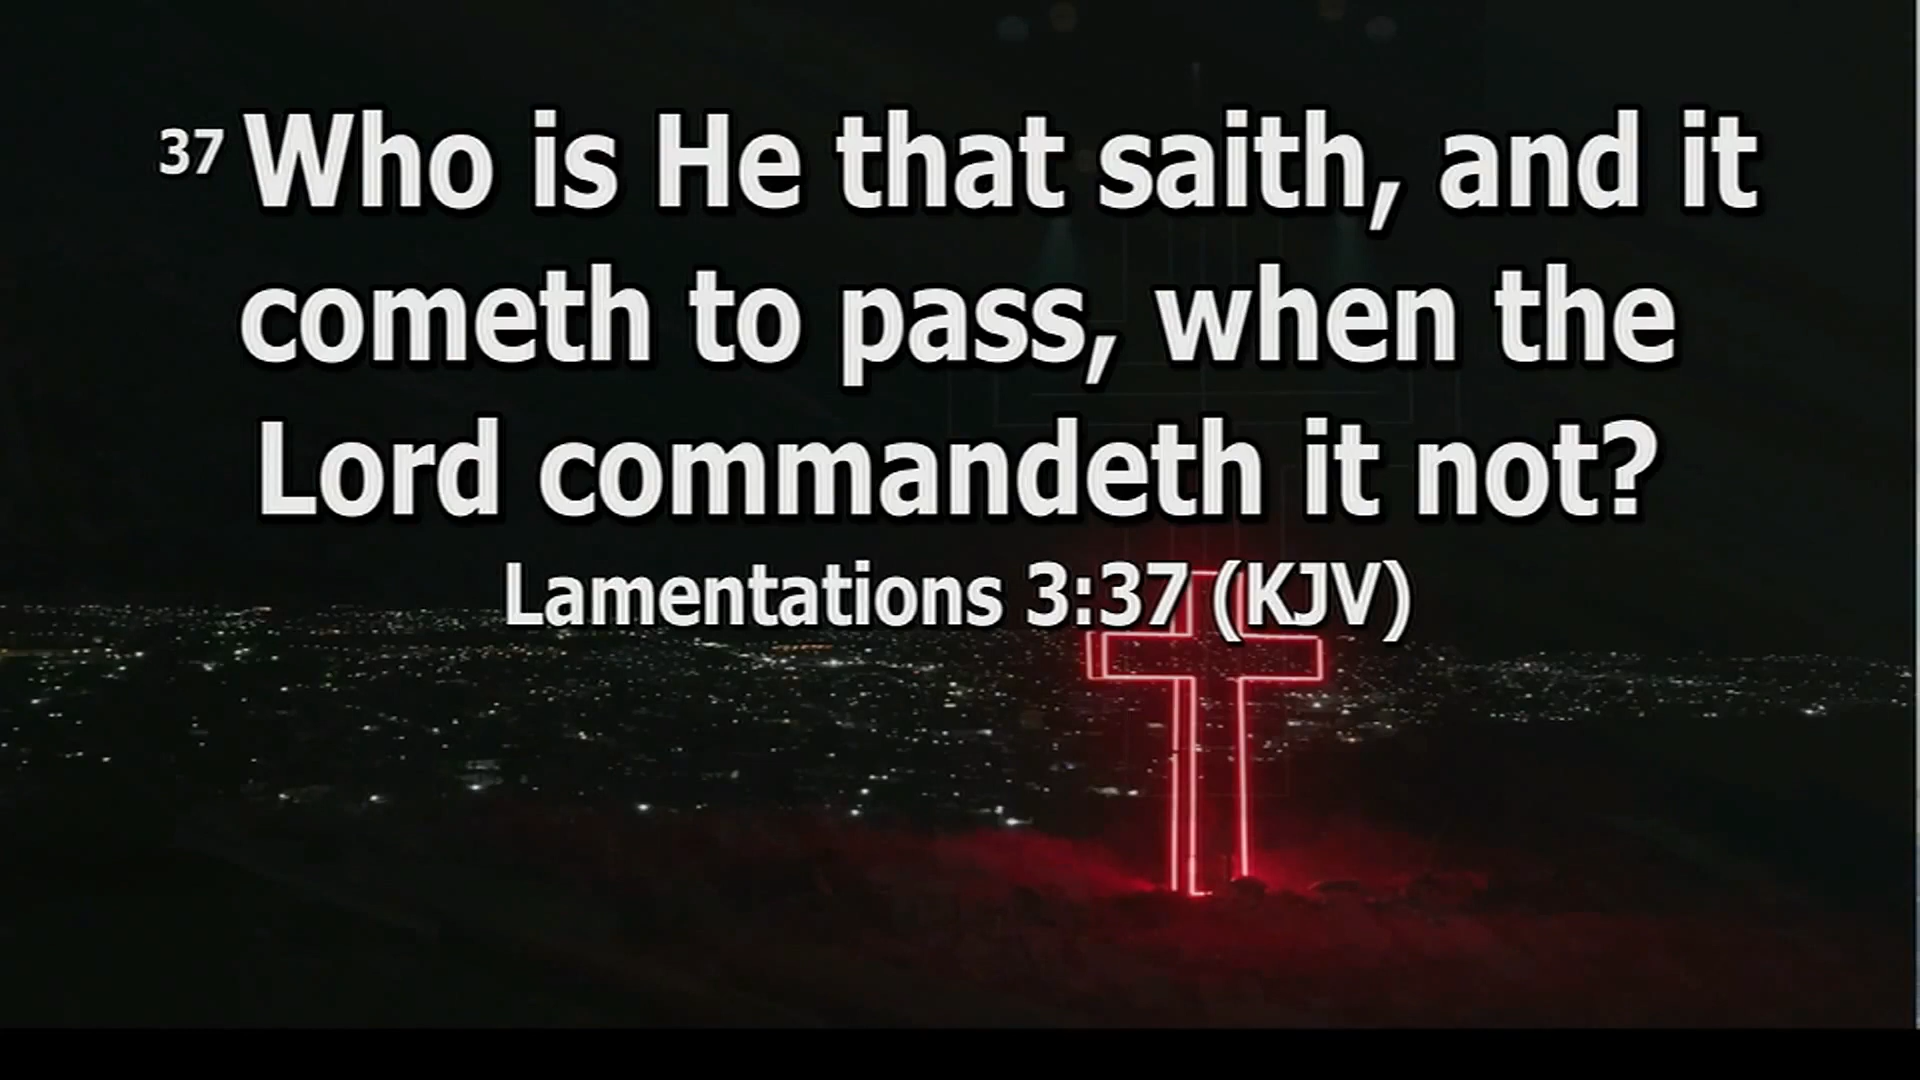 37 Who is He that saith, and it
cometh to pass, when the
Lord commandeth it not?
Lamentations 3:37 (KJV)